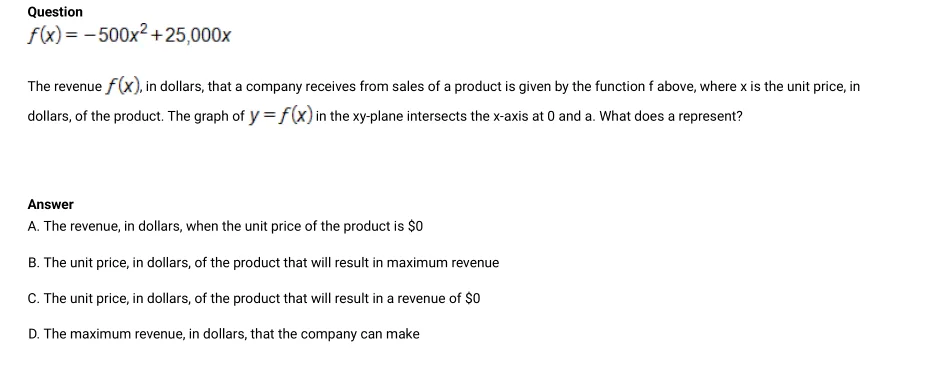 Question
f(x) = −500x² + 25,000x
The revenue f(x), in dollars, that a company receives from sales of a product is given by the function f above, where x is the unit price, in
dollars, of the product. The graph of y = f(x) in the xy-plane intersects the x-axis at 0 and a. What does a represent?
Answer
A. The revenue, in dollars, when the unit price of the product is $0
B. The unit price, in dollars, of the product that will result in maximum revenue
C. The unit price, in dollars, of the product that will result in a revenue of $0
D. The maximum revenue, in dollars, that the company can make